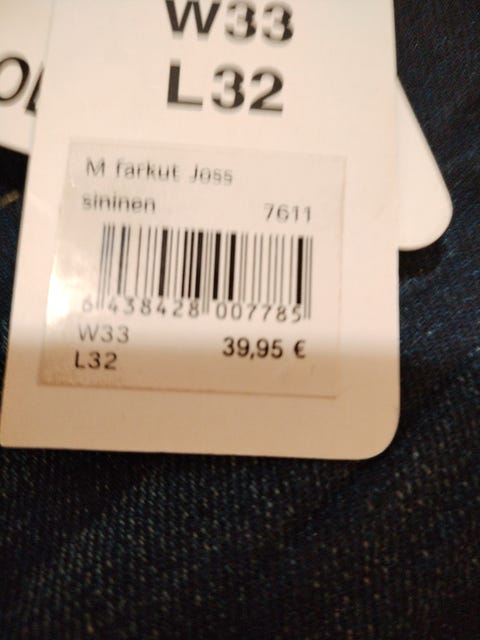 W33
L32
M farkut Joss
sininen 7611
6 438428 007785
W33
L32 39,95 €